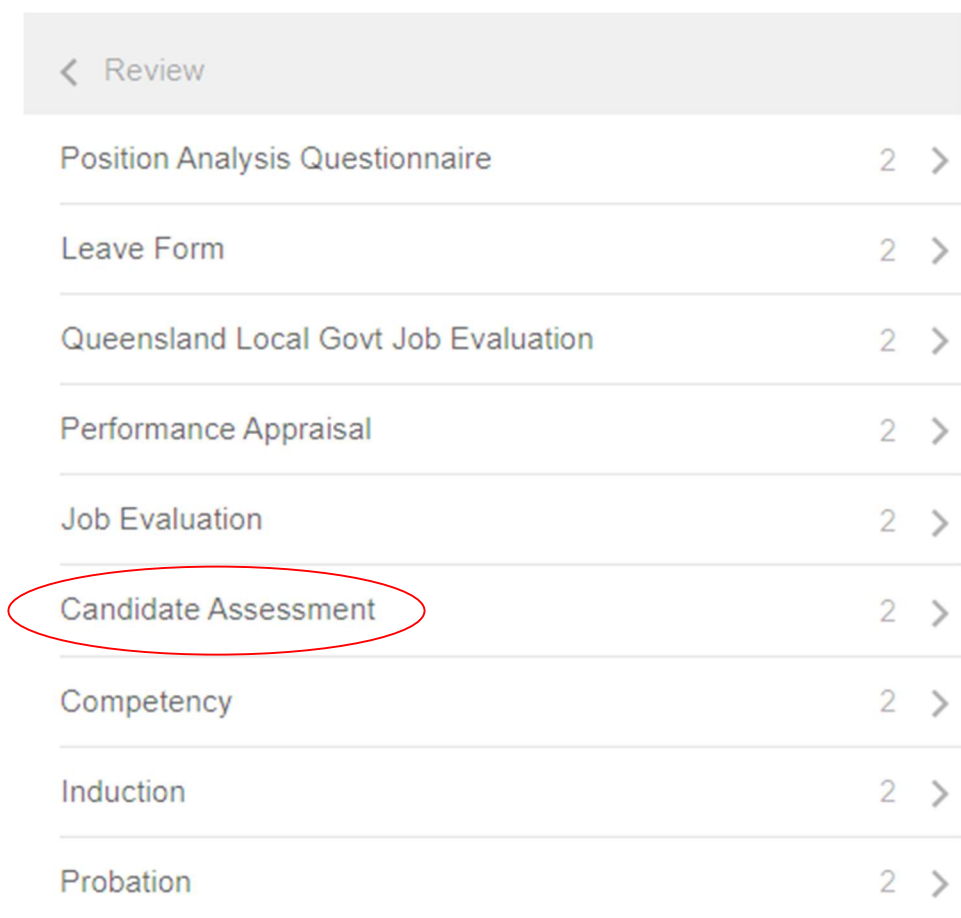 Review
Position Analysis Questionnaire 2
Leave Form 2
Queensland Local Govt Job Evaluation 2
Performance Appraisal 2
Job Evaluation 2
Candidate Assessment 2
Competency 2
Induction 2
Probation 2